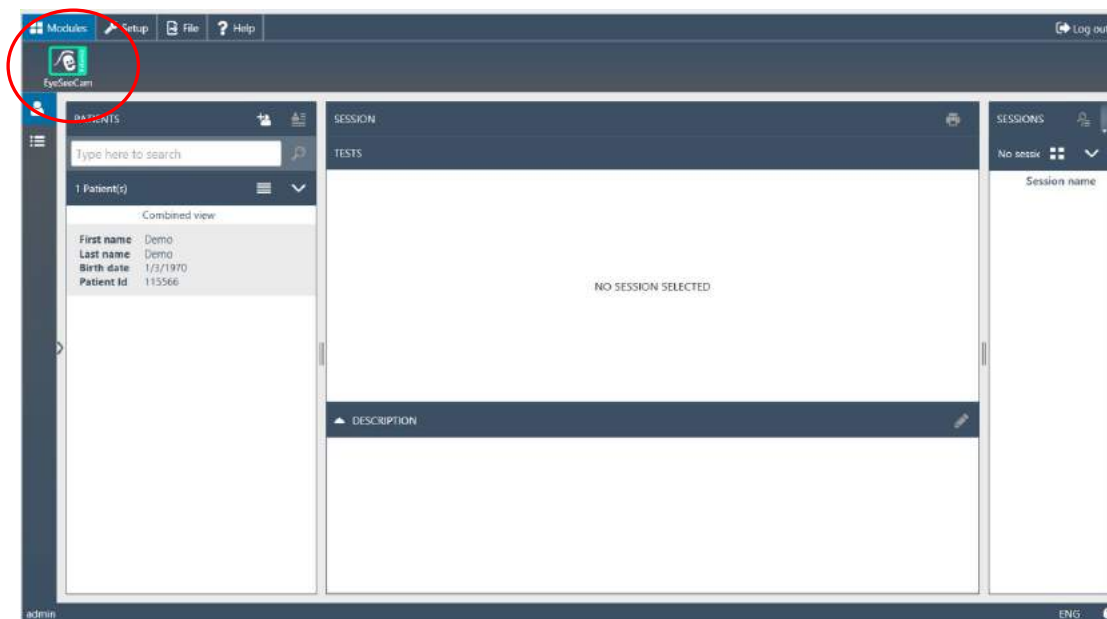 Modules Setup File ? Help Log out
EyeSeeCam
PATIENTS
Type here to search
1 Patient(s)
Combined view
First name Demo
Last name Demo
Birth date 1/3/1970
Patient Id 115566
SESSION
TESTS
NO SESSION SELECTED
DESCRIPTION
SESSIONS
No sessic
Session name
admin
ENG